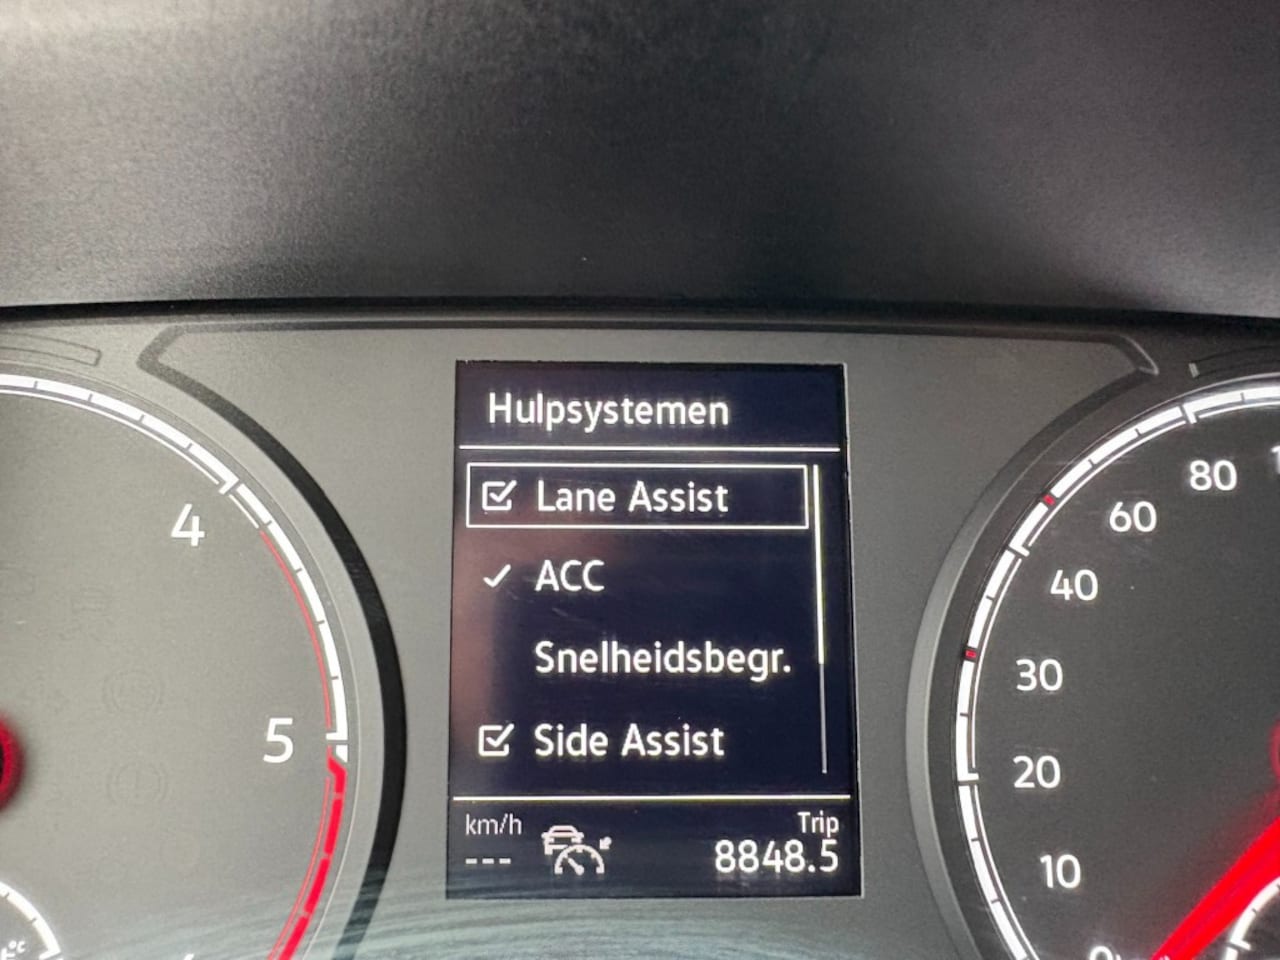 Hulpsystemen
Lane Assist
ACC
Snelheidsbegr.
Side Assist
km/h
---
Trip
8848.5
4
5
80
60
40
30
20
10
0
°C